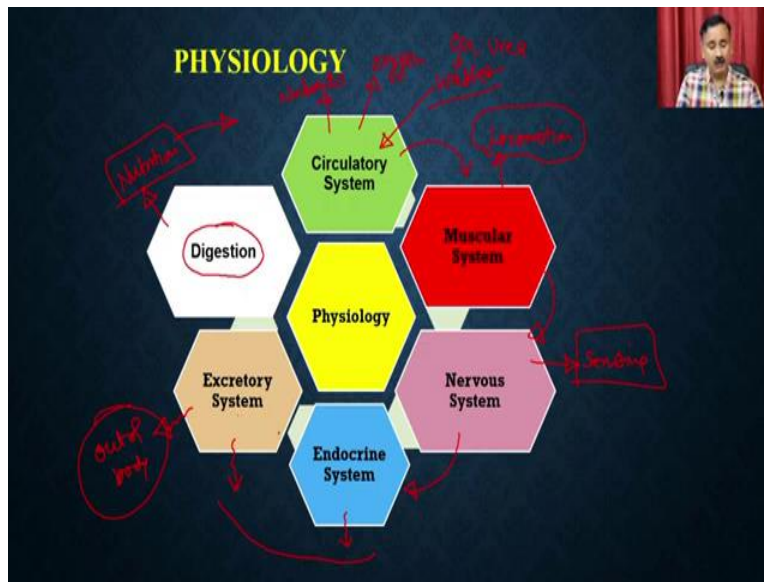 PHYSIOLOGY
oxygen
Urea
Circulatory
System
Locomotion
Nutrition
Digestion
Muscular
System
Physiology
Excretory
System
Nervous
System
Sensing
out of
body
Endocrine
System